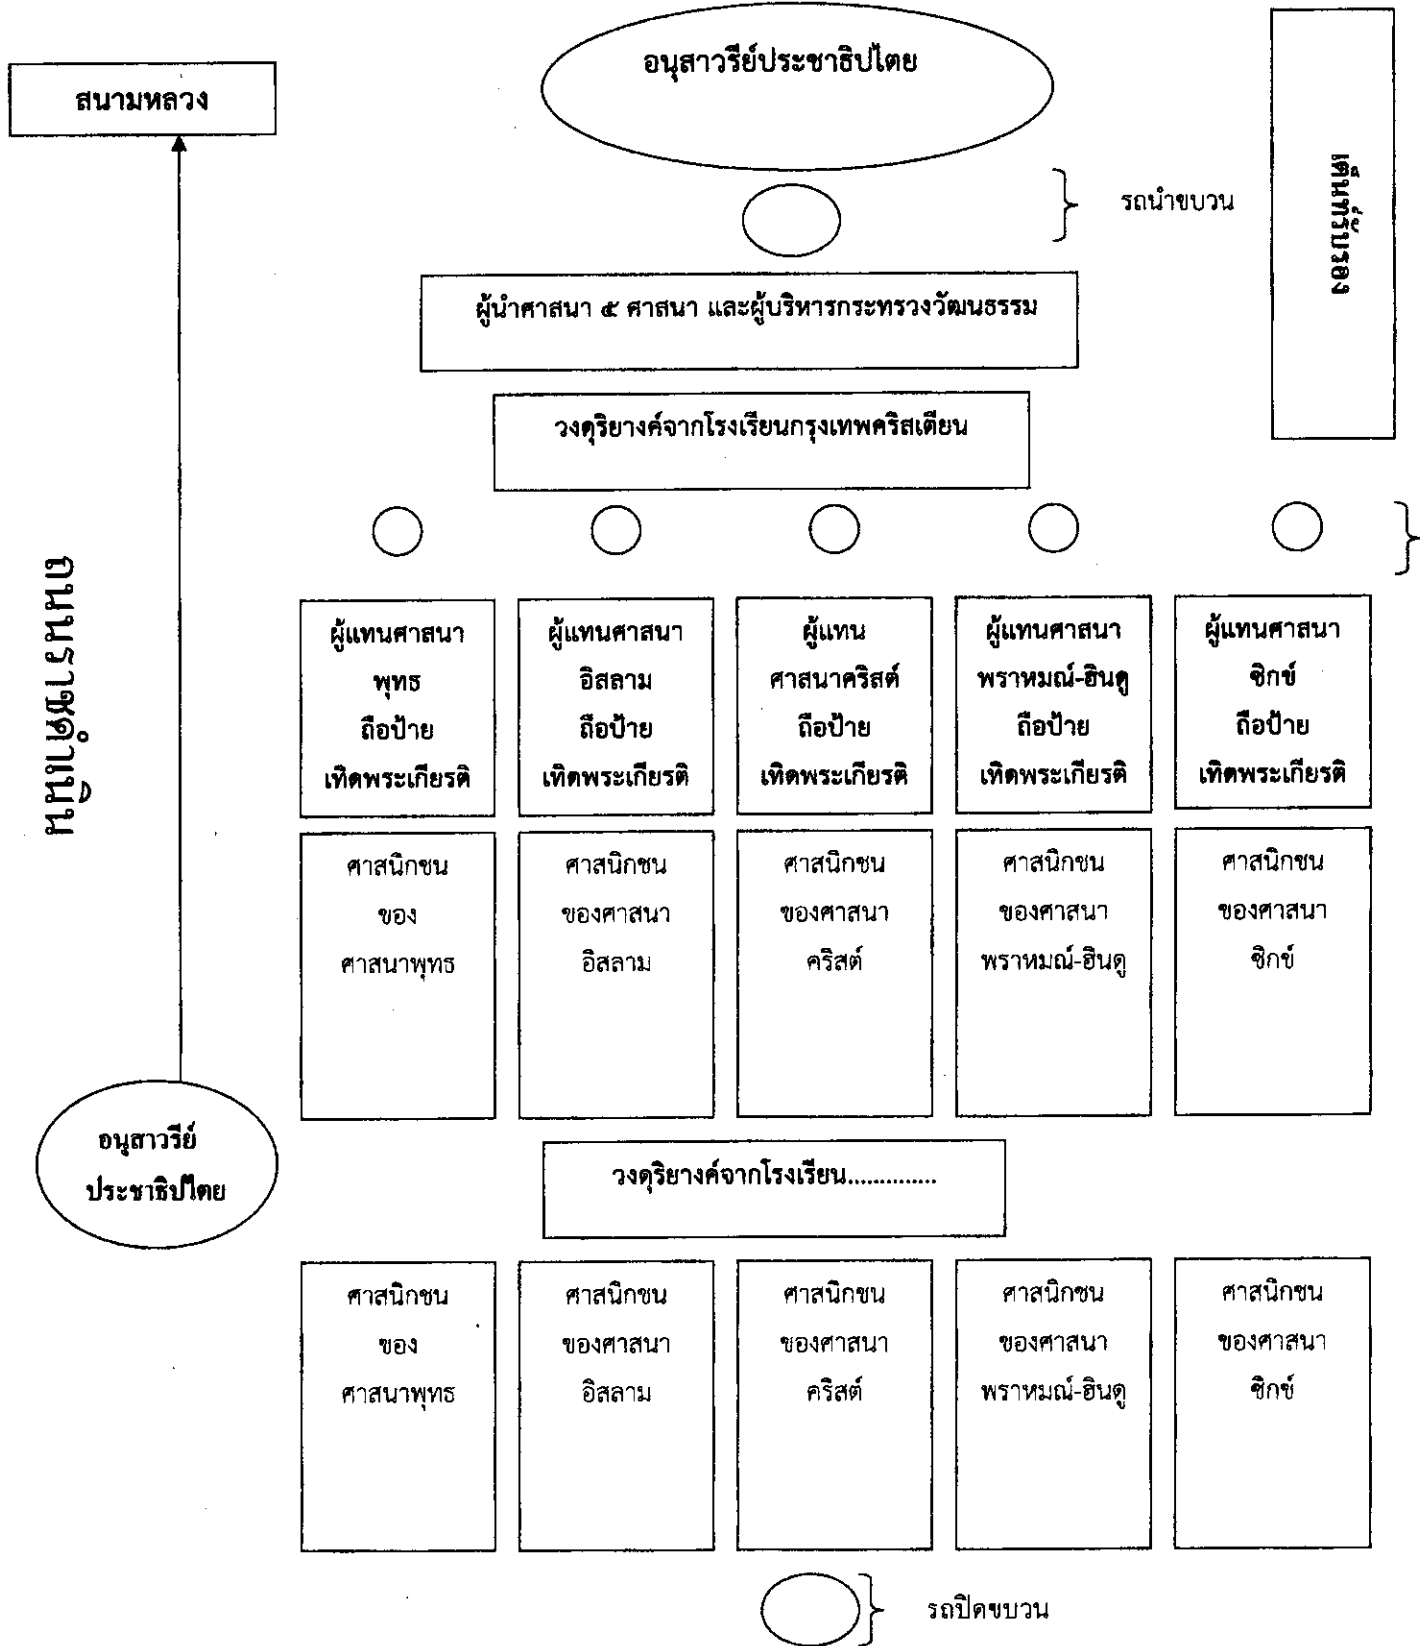 อนุสาวรีย์ประชาธิปไตย
สนามหลวง
เต็นท์รับรอง
รถนำขบวน
ผู้นำศาสนา ๕ ศาสนา และผู้บริหารกระทรวงวัฒนธรรม
วงดุริยางค์จากโรงเรียนกรุงเทพคริสเตียน
ถนนราชดำเนิน
ผู้แทนศาสนา
พุทธ
ถือป้าย
เทิดพระเกียรติ
ผู้แทนศาสนา
อิสลาม
ถือป้าย
เทิดพระเกียรติ
ผู้แทน
ศาสนาคริสต์
ถือป้าย
เทิดพระเกียรติ
ผู้แทนศาสนา
พราหมณ์-ฮินดู
ถือป้าย
เทิดพระเกียรติ
ผู้แทนศาสนา
ซิกข์
ถือป้าย
เทิดพระเกียรติ
ศาสนิกชน
ของ
ศาสนาพุทธ
ศาสนิกชน
ของศาสนา
อิสลาม
ศาสนิกชน
ของศาสนา
คริสต์
ศาสนิกชน
ของศาสนา
พราหมณ์-ฮินดู
ศาสนิกชน
ของศาสนา
ซิกข์
อนุสาวรีย์
ประชาธิปไตย
วงดุริยางค์จากโรงเรียน..............
ศาสนิกชน
ของ
ศาสนาพุทธ
ศาสนิกชน
ของศาสนา
อิสลาม
ศาสนิกชน
ของศาสนา
คริสต์
ศาสนิกชน
ของศาสนา
พราหมณ์-ฮินดู
ศาสนิกชน
ของศาสนา
ซิกข์
รถปิดขบวน